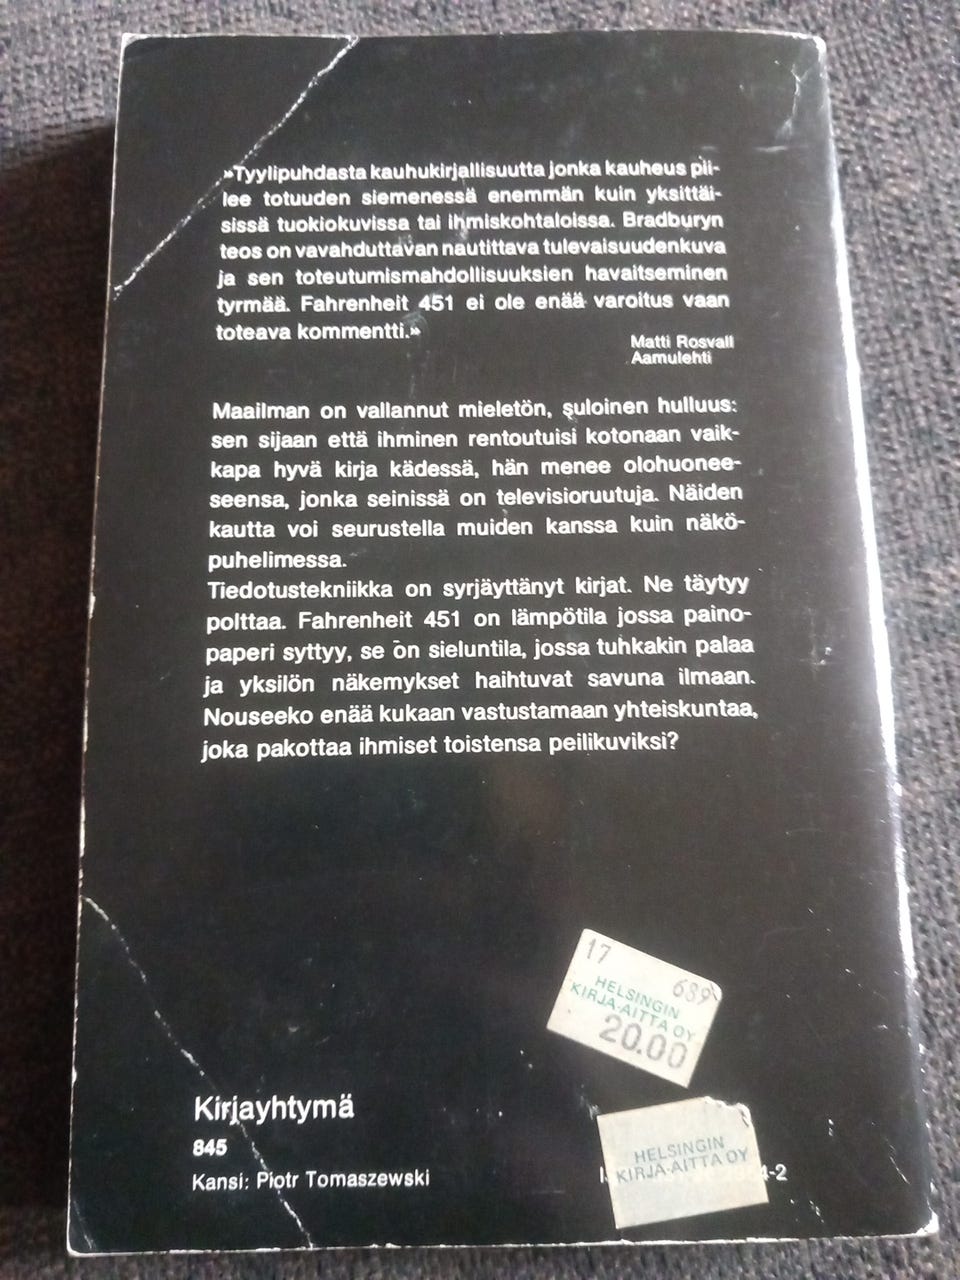 »Tyylipuhdasta kauhukirjallisuutta jonka kauheus pii-
lee totuuden siemenessä enemmän kuin yksittäi-
sissä tuokiokuvissa tai ihmiskohtaloissa. Bradburyn
teos on vavahduttavan nautittava tulevaisuudenkuva
ja sen toteutumismahdollisuuksien havaitseminen
tyrmää. Fahrenheit 451 ei ole enää varoitus vaan
toteava kommentti.»
Matti Rosvall
Aamulehti
Maailman on vallannut mieletön, suloinen hulluus:
sen sijaan että ihminen rentoutuisi kotonaan vaik-
kapa hyvä kirja kädessä, hän menee olohuonee-
seensa, jonka seinissä on televisioruutuja. Näiden
kautta voi seurustella muiden kanssa kuin näkö-
puhelimessa.
Tiedotustekniikka on syrjäyttänyt kirjat. Ne täytyy
polttaa. Fahrenheit 451 on lämpötila jossa paino-
paperi syttyy, se on sieluntila, jossa tuhkakin palaa
ja yksilön näkemykset haihtuvat savuna ilmaan.
Nouseeko enää kukaan vastustamaan yhteiskuntaa,
joka pakottaa ihmiset toistensa peilikuviksi?
17 689
HELSINGIN
KIRJA-AITTA OY
20.00
Kirjayhtymä
845
Kansi: Piotr Tomaszewski
HELSINGIN
KIRJA-AITTA OY
-2